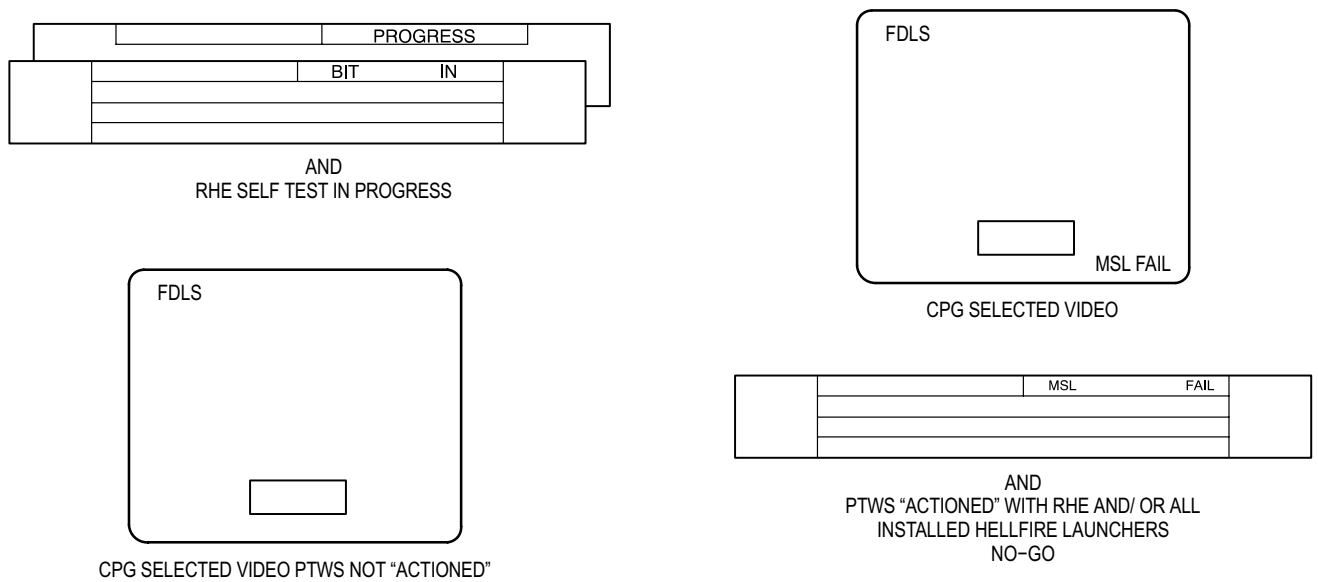 PROGRESS
BIT IN
AND
RHE SELF TEST IN PROGRESS
FDLS
CPG SELECTED VIDEO PTWS NOT “ACTIONED”
FDLS
MSL FAIL
CPG SELECTED VIDEO
MSL FAIL
AND
PTWS “ACTIONED” WITH RHE AND/ OR ALL
INSTALLED HELLFIRE LAUNCHERS
NO−GO